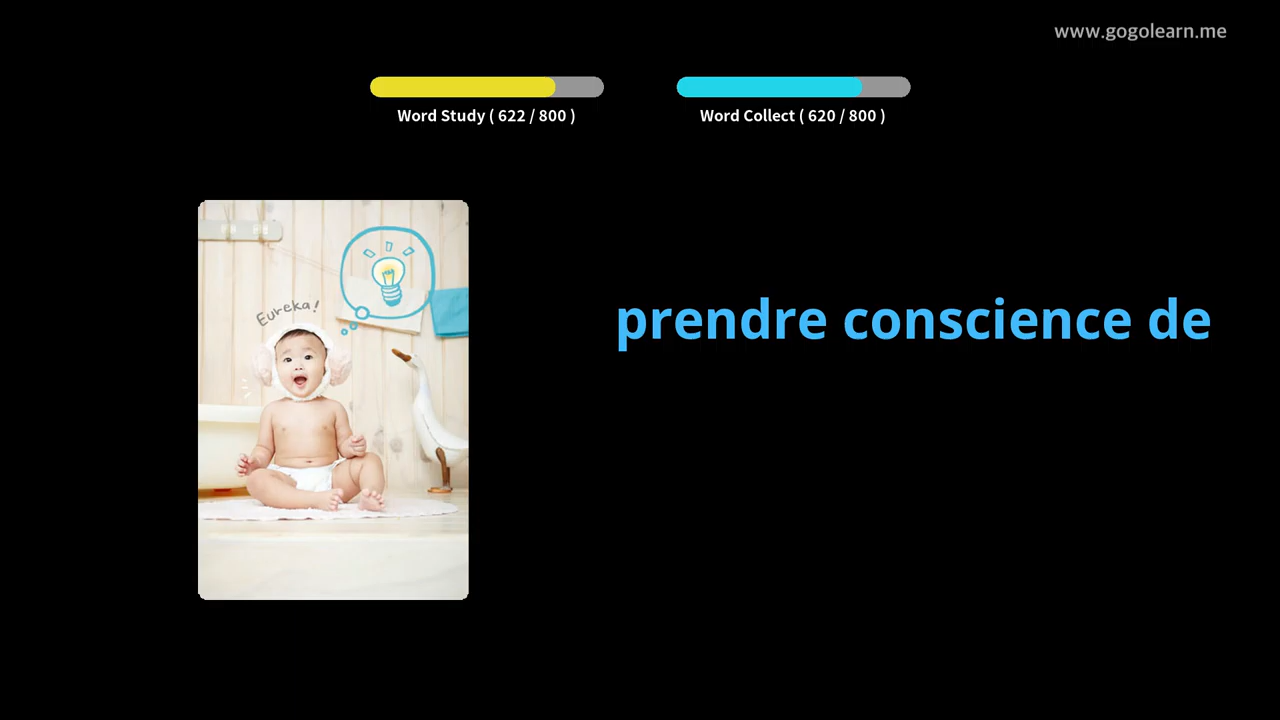 www.gogolearn.me
Word Study ( 622 / 800 )
Word Collect ( 620 / 800 )
Eureka!
prendre conscience de